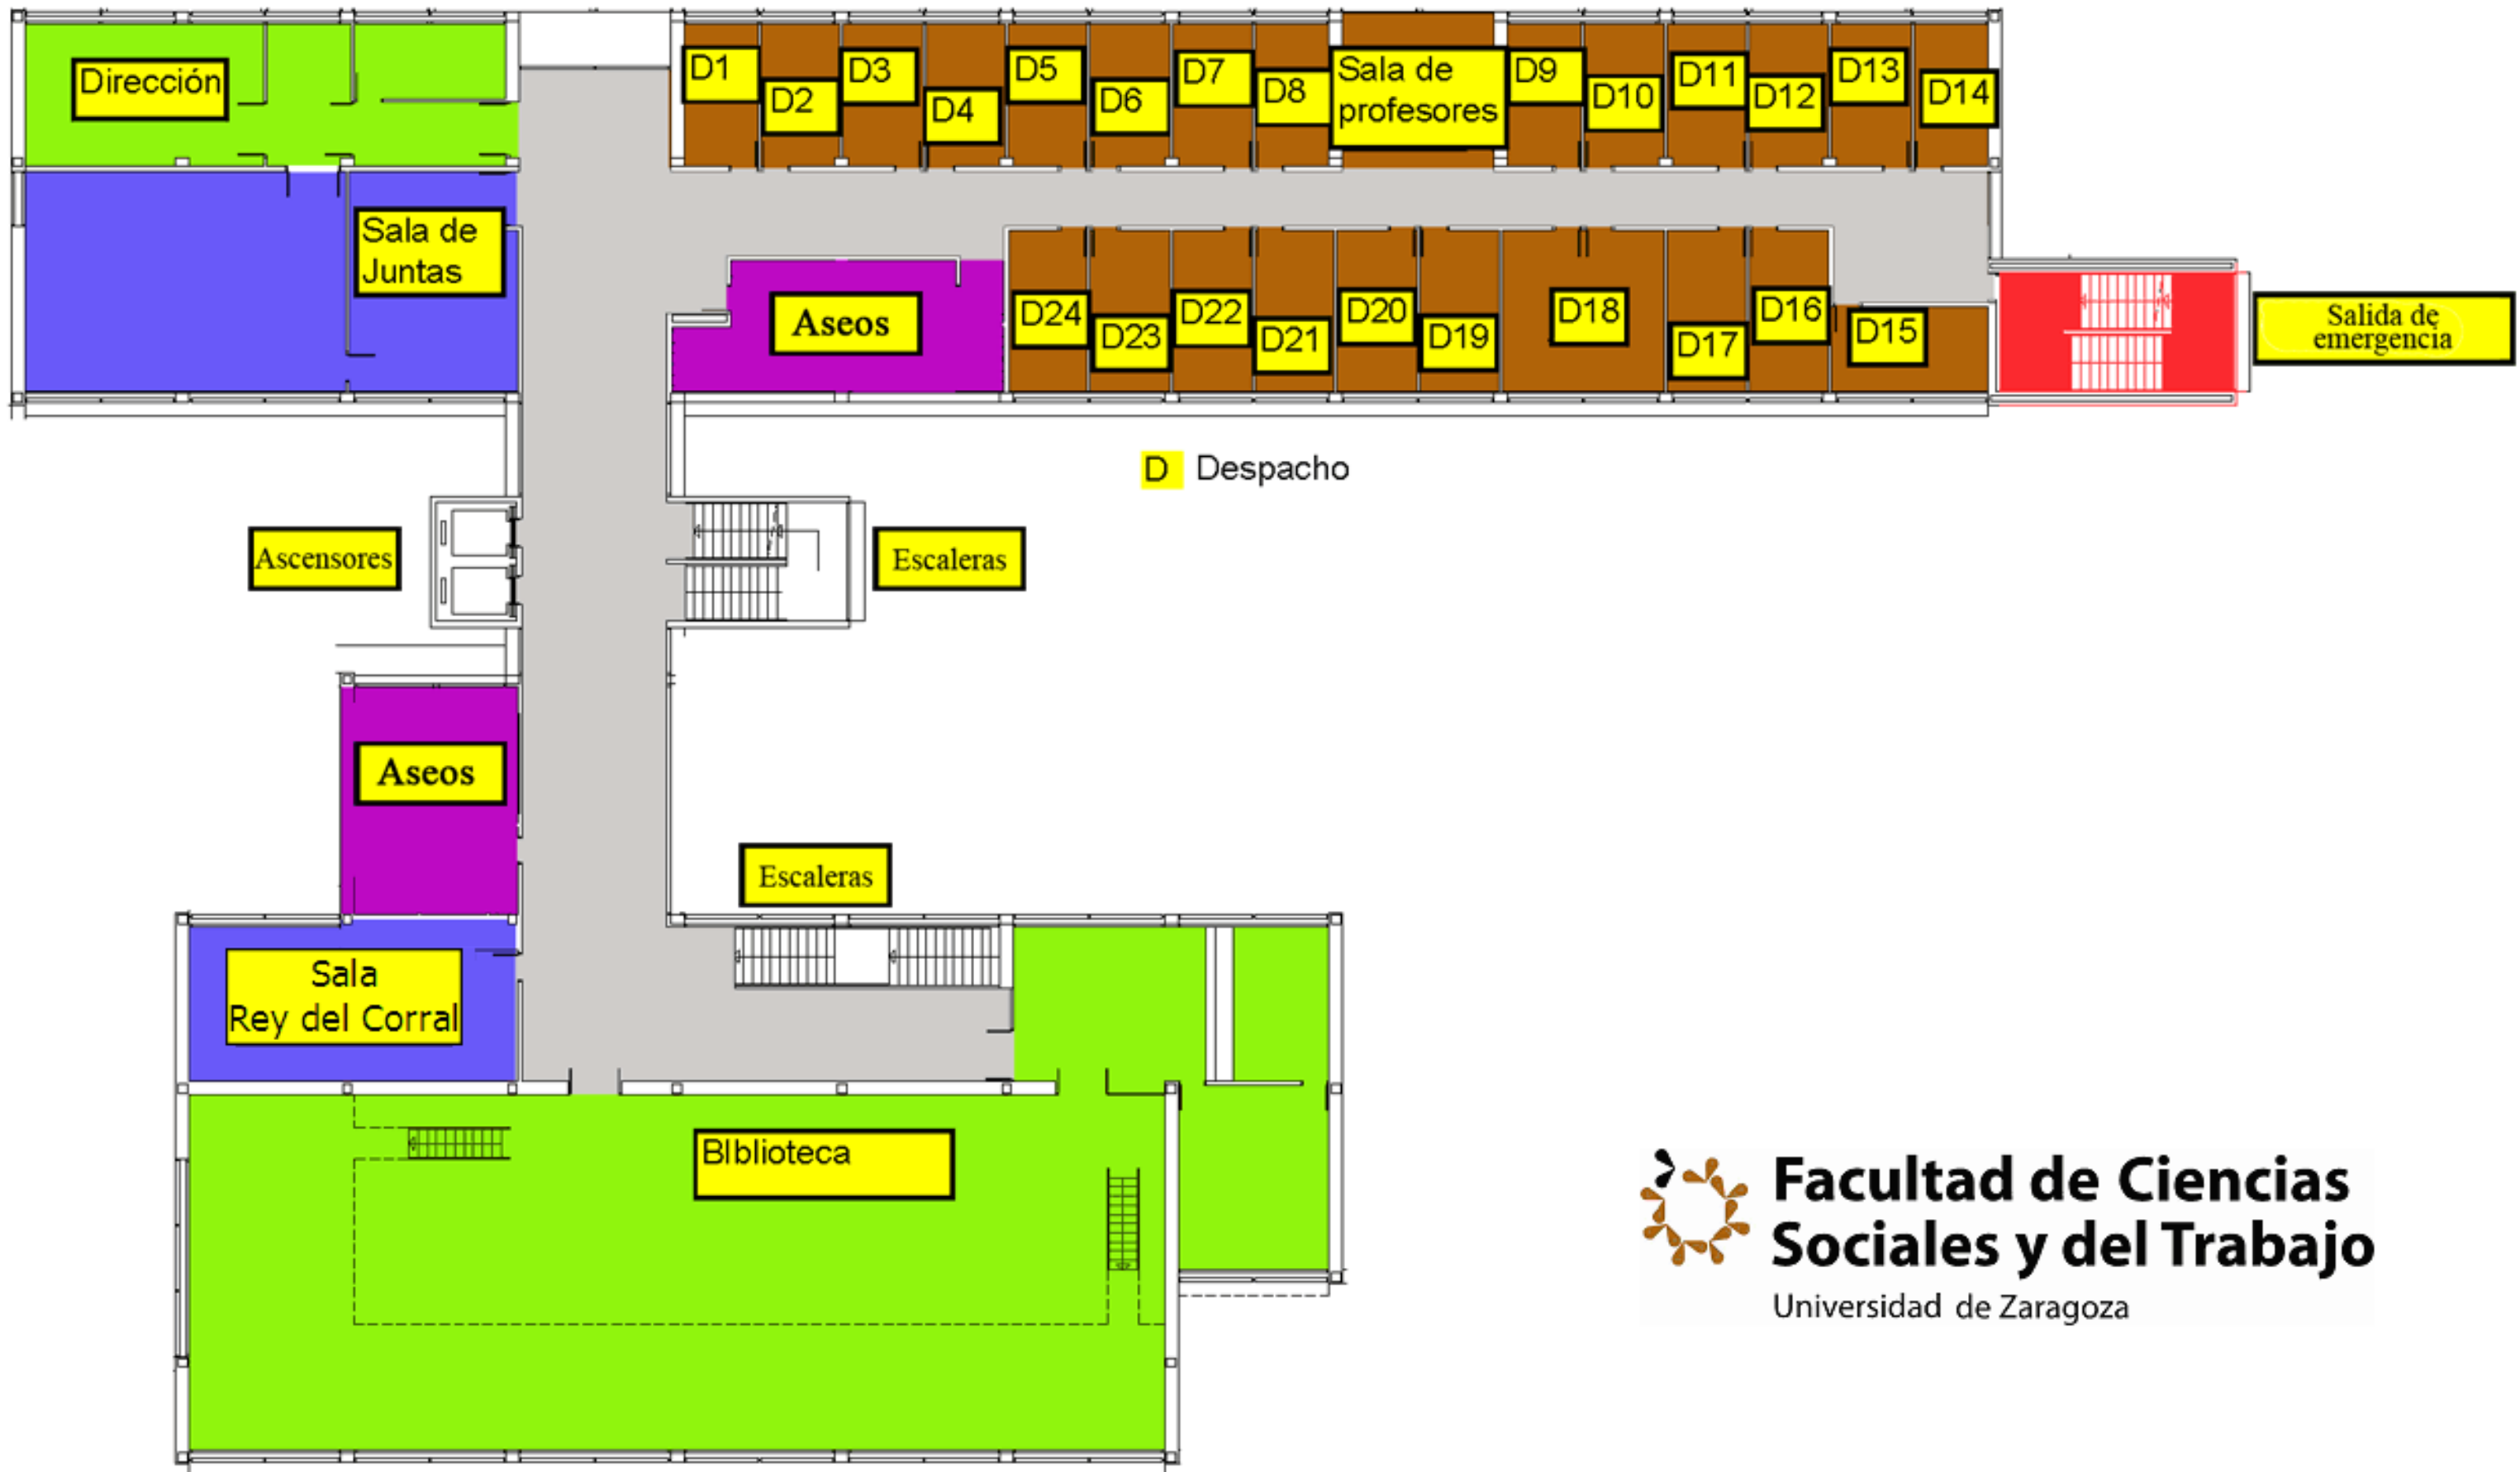 Dirección
D1
D2
D3
D4
D5
D6
D7
D8
Sala de
profesores
D9
D10
D11
D12
D13
D14
Sala de
Juntas
Aseos
D24
D23
D22
D21
D20
D19
D18
D17
D16
D15
Salida de
emergencia
D Despacho
Ascensores
Escaleras
Aseos
Escaleras
Sala
Rey del Corral
BIblioteca
Facultad de Ciencias
Sociales y del Trabajo
Universidad de Zaragoza